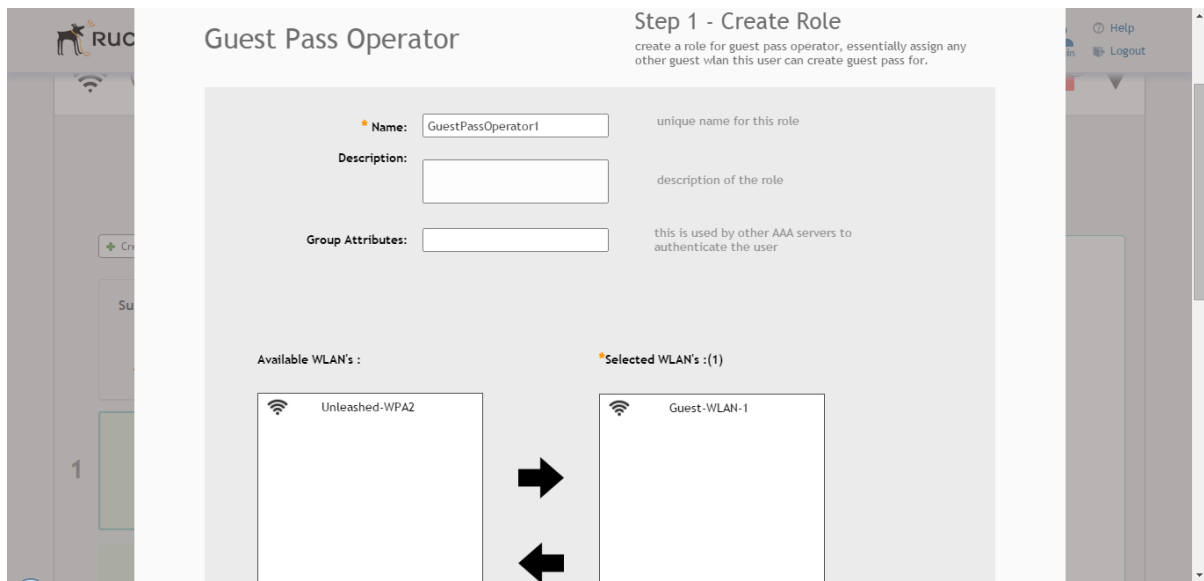 RUC
Guest Pass Operator
Step 1 - Create Role
create a role for guest pass operator, essentially assign any
other guest wlan this user can create guest pass for.
Help
Logout
* Name:
GuestPassOperator1
unique name for this role
Description:
description of the role
Group Attributes:
this is used by other AAA servers to
authenticate the user
Cre
Su
Available WLAN's :
*Selected WLAN's :(1)
Unleashed-WPA2
Guest-WLAN-1
1